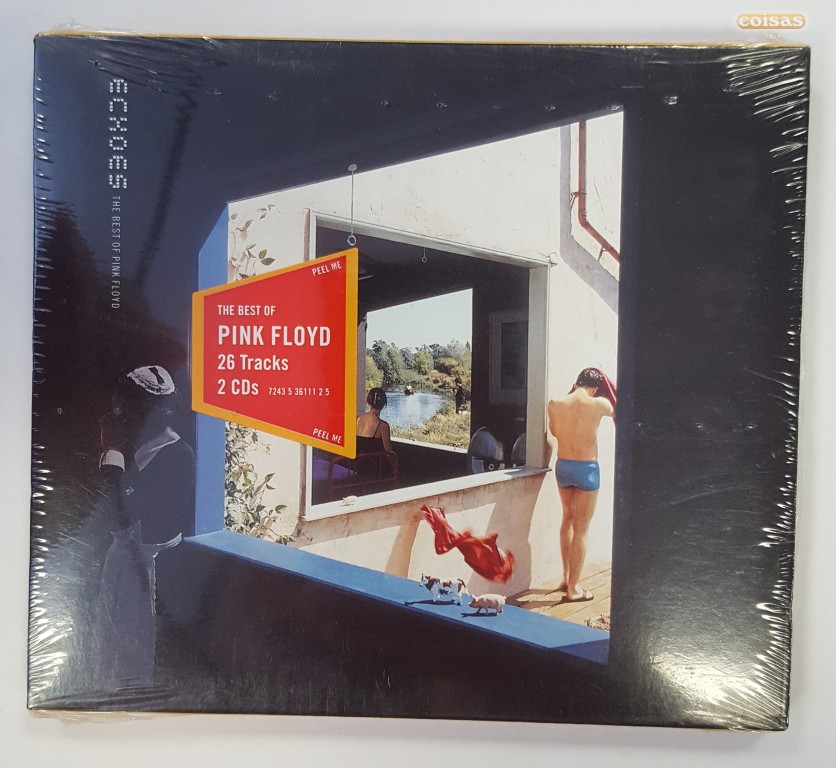 coisas
ECHOES THE BEST OF PINK FLOYD
PEEL ME
THE BEST OF
PINK FLOYD
26 Tracks
2 CDs 7243 5 36111 2 5
PEEL ME